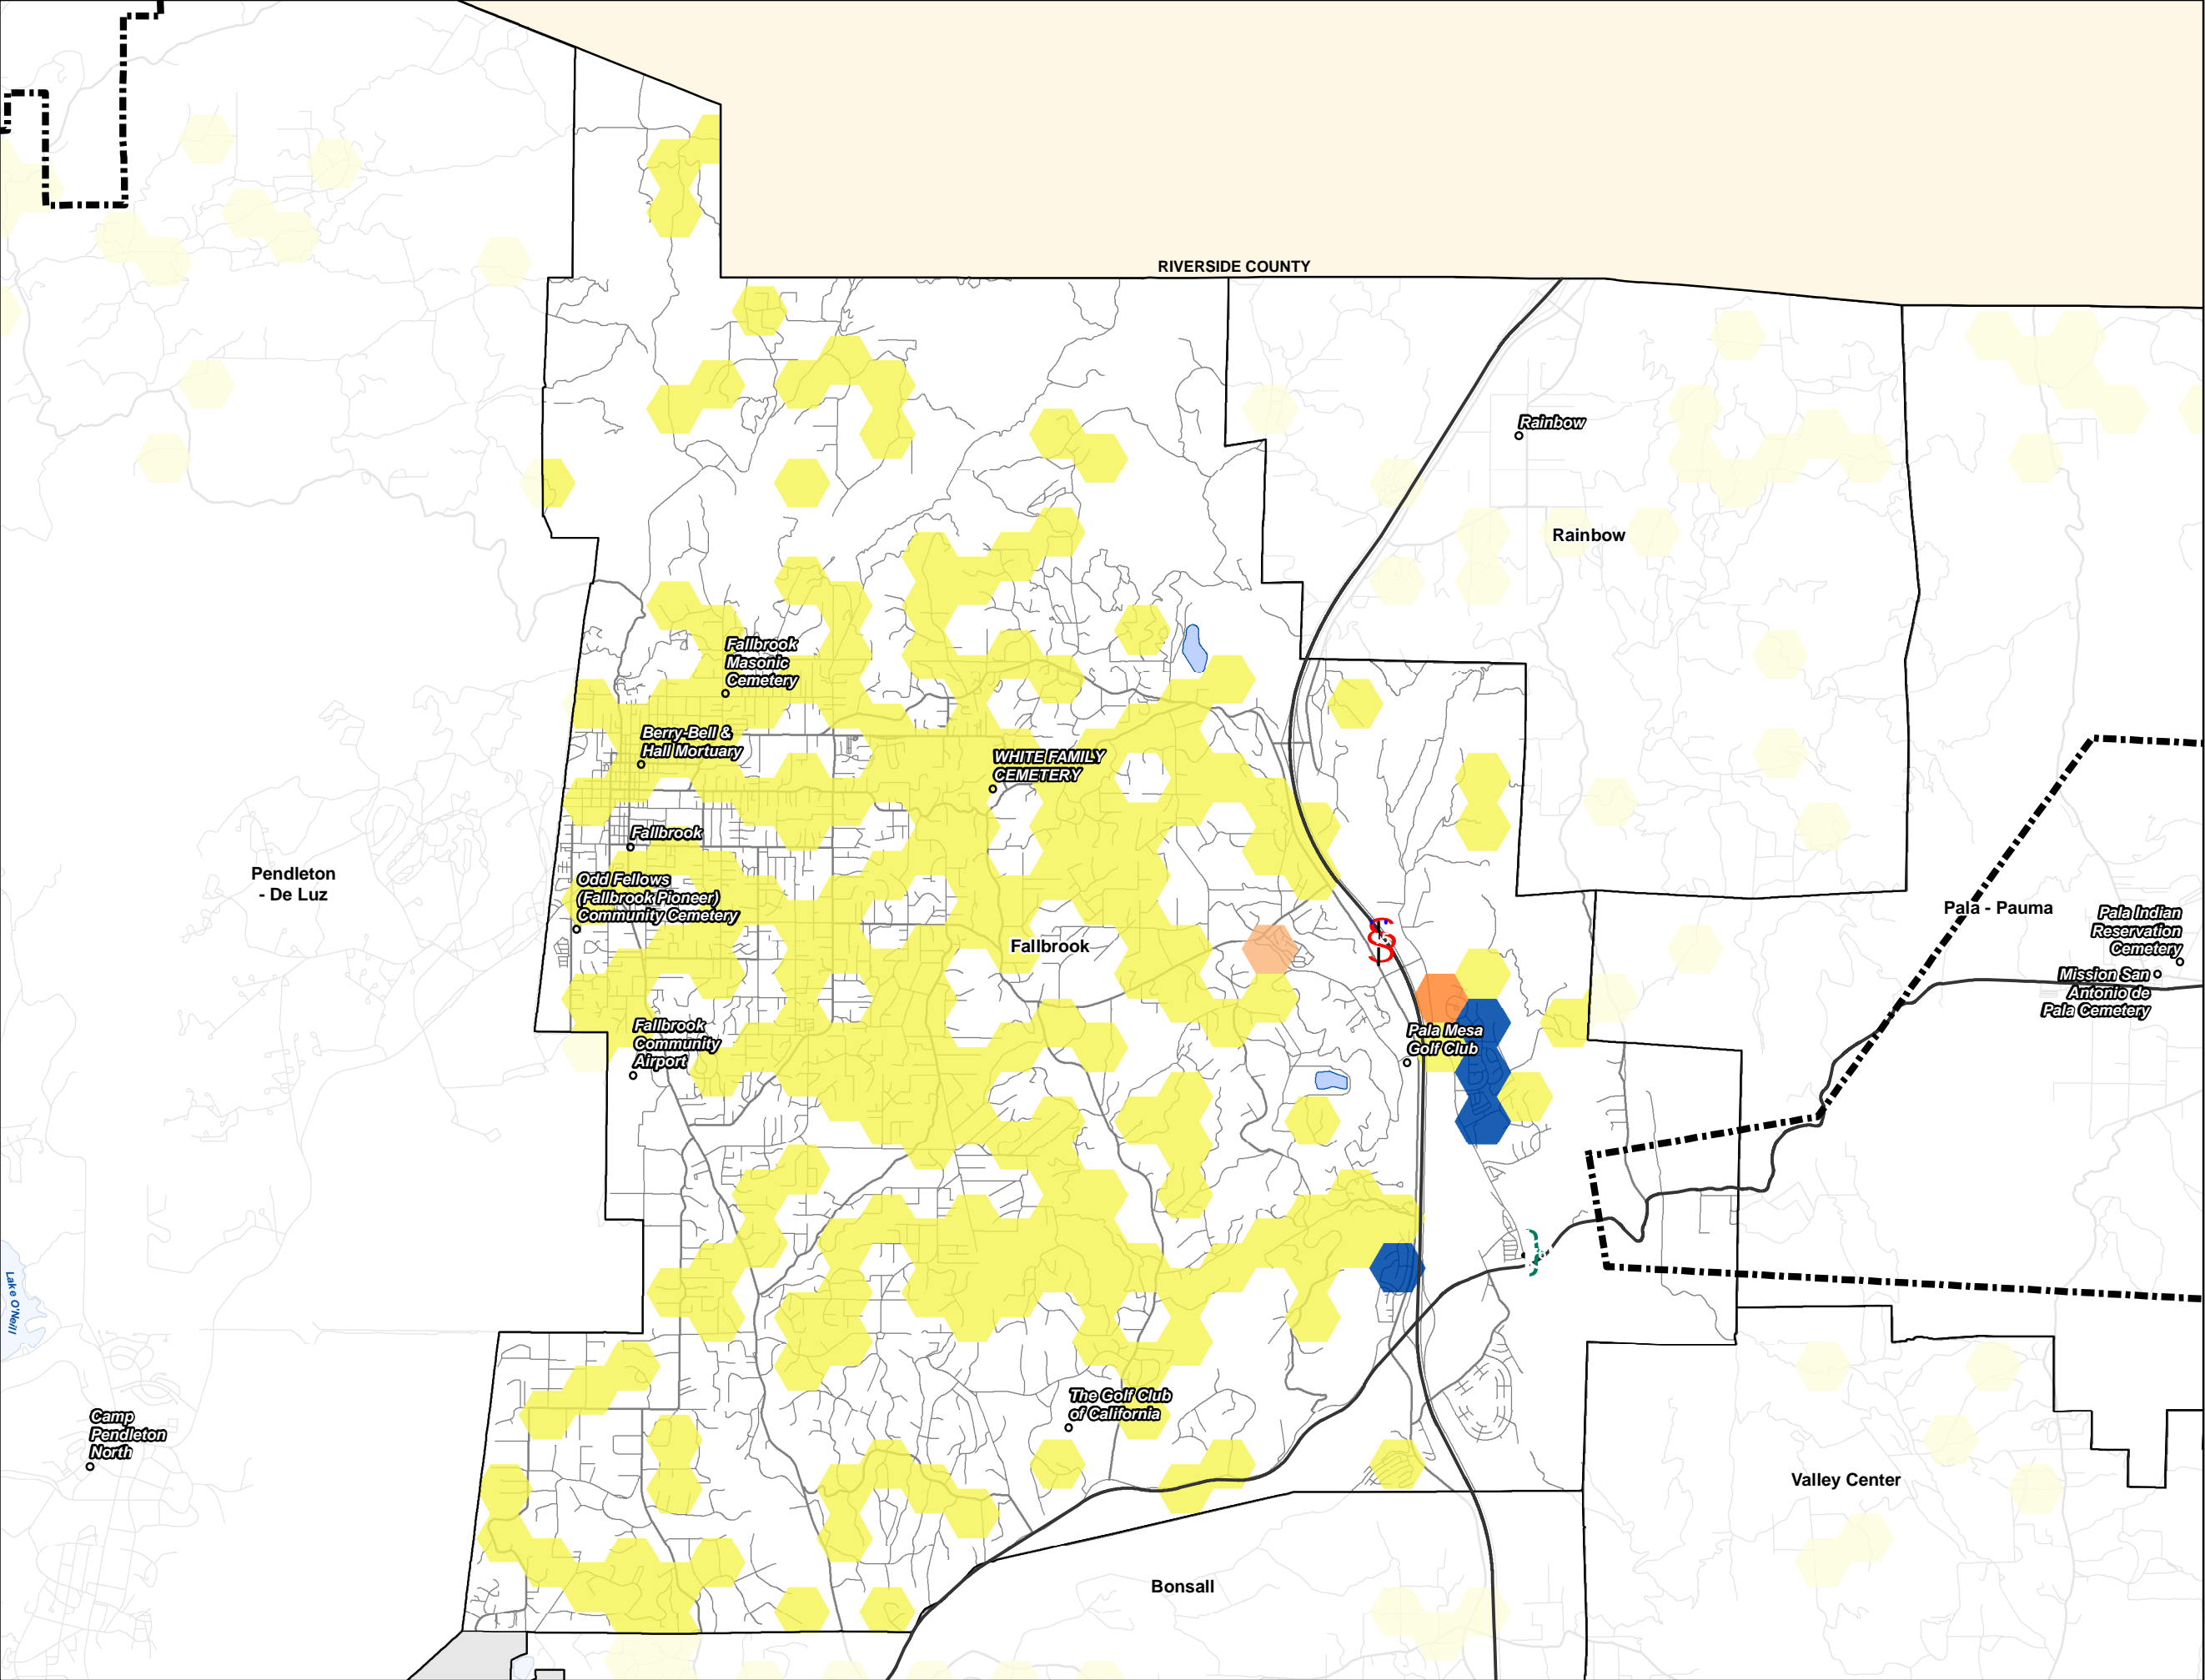 RIVERSIDE COUNTY
Rainbow
Rainbow
Fallbrook
Masonic
Cemetery
Berry-Bell &
Hall Mortuary
WHITE FAMILY
CEMETERY
Fallbrook
Pendleton
- De Luz
Odd Fellows
(Fallbrook Pioneer)
Community Cemetery
Fallbrook
Pala - Pauma
Pala Indian
Reservation
Cemetery
Mission San
Antonio de
Pala Cemetery
Fallbrook
Community
Airport
Pala Mesa
Golf Club
Lake O'Neill
The Golf Club
of California
Camp
Pendleton
North
Valley Center
Bonsall